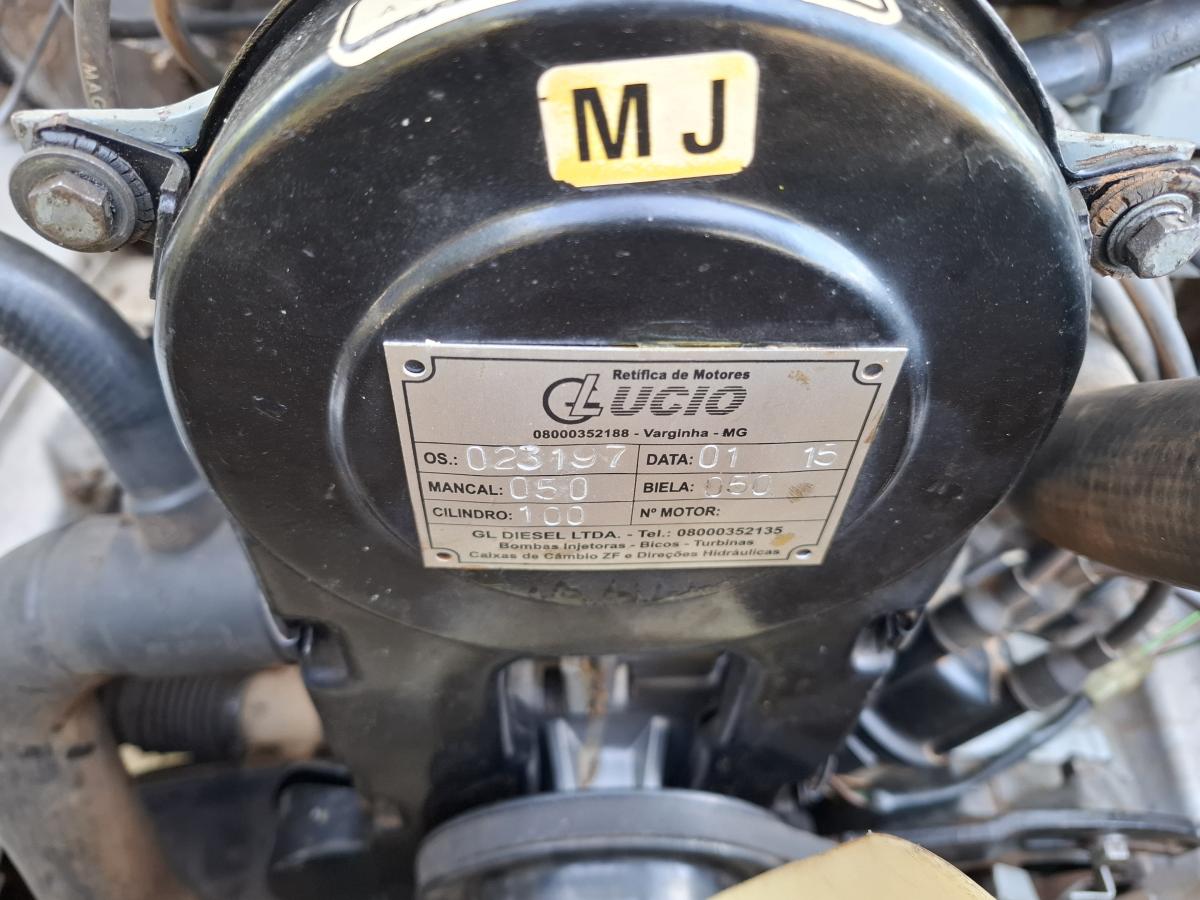 MJ
Retífica de Motores
GLUCIO
08000352188 - Varginha - MG
OS.: 023197 DATA: 01 15
MANCAL: 050 BIELA: 050
CILINDRO: 100 Nº MOTOR:
GL DIESEL LTDA. - Tel.: 08000352135
Bombas Injetoras - Bicos - Turbinas
Caixas de Câmbio ZF e Direções Hidráulicas